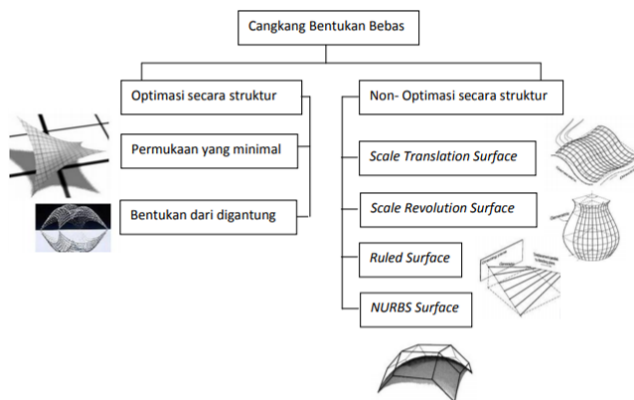 Cangkang Bentukan Bebas
Optimasi secara struktur
Non- Optimasi secara struktur
Permukaan yang minimal
Scale Translation Surface
Bentukan dari digantung
Scale Revolution Surface
Ruled Surface
NURBS Surface